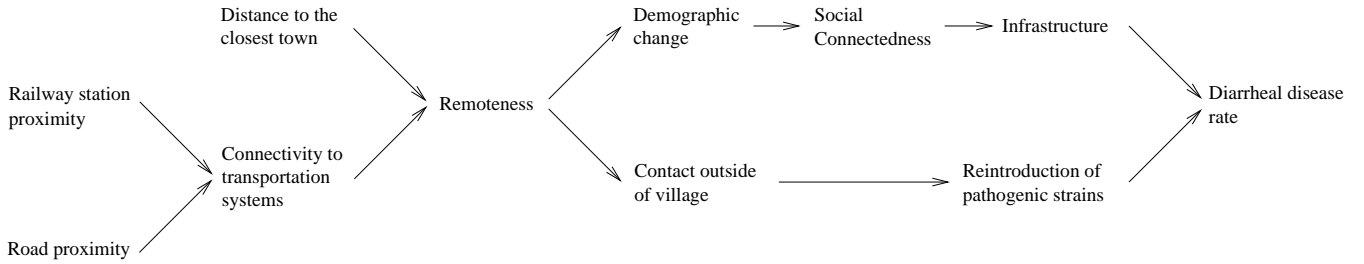 Distance to the
closest town
Demographic
change
Social
Connectedness
Infrastructure
Railway station
proximity
Remoteness
Diarrheal disease
rate
Connectivity to
transportation
systems
Contact outside
of village
Reintroduction of
pathogenic strains
Road proximity